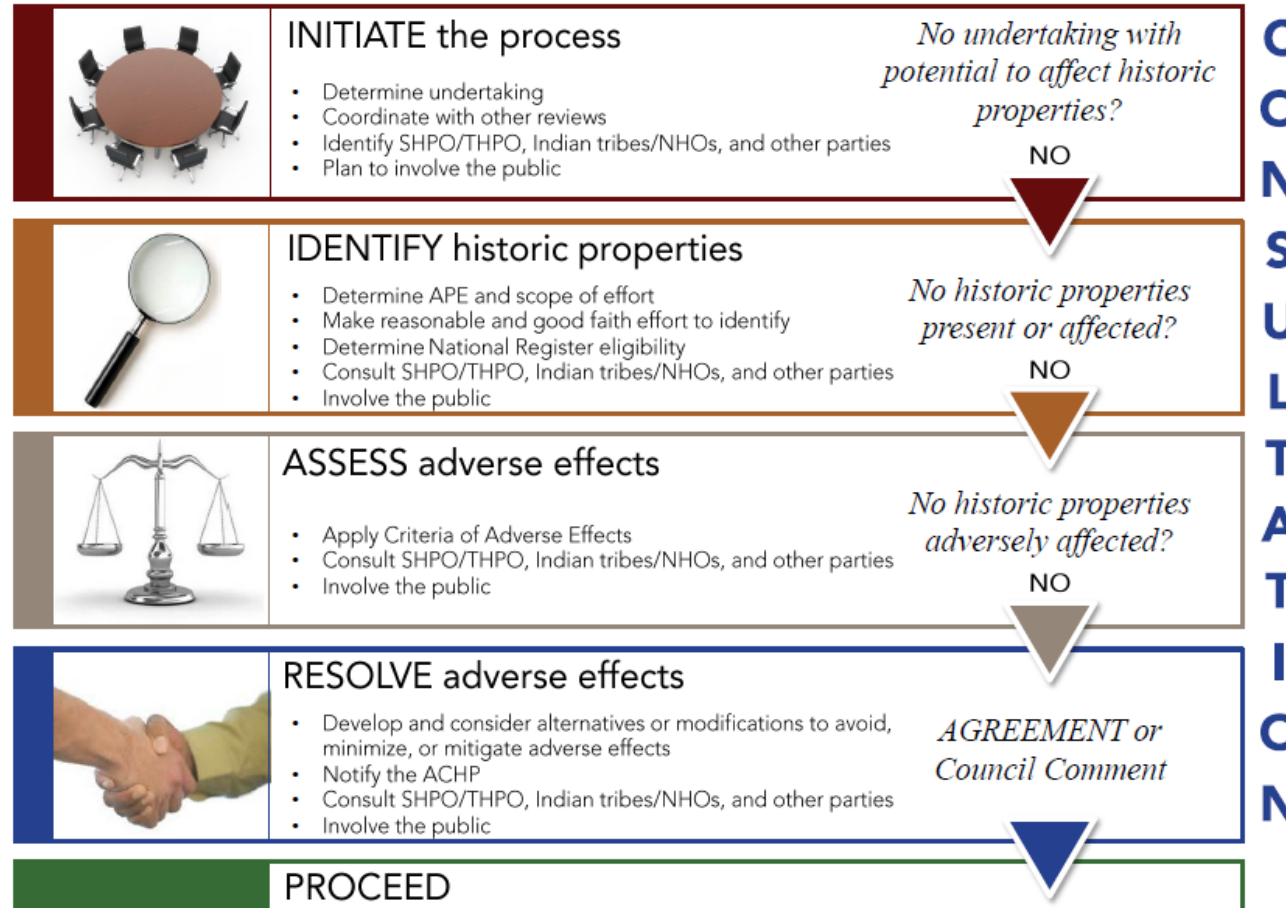 INITIATE the process
• Determine undertaking
• Coordinate with other reviews
• Identify SHPO/THPO, Indian tribes/NHOs, and other parties
• Plan to involve the public
No undertaking with
potential to affect historic
properties?
NO
IDENTIFY historic properties
• Determine APE and scope of effort
• Make reasonable and good faith effort to identify
• Determine National Register eligibility
• Consult SHPO/THPO, Indian tribes/NHOs, and other parties
• Involve the public
No historic properties
present or affected?
NO
ASSESS adverse effects
• Apply Criteria of Adverse Effects
• Consult SHPO/THPO, Indian tribes/NHOs, and other parties
• Involve the public
No historic properties
adversely affected?
NO
RESOLVE adverse effects
• Develop and consider alternatives or modifications to avoid,
minimize, or mitigate adverse effects
• Notify the ACHP
• Consult SHPO/THPO, Indian tribes/NHOs, and other parties
• Involve the public
AGREEMENT or
Council Comment
PROCEED
CONSULTATION